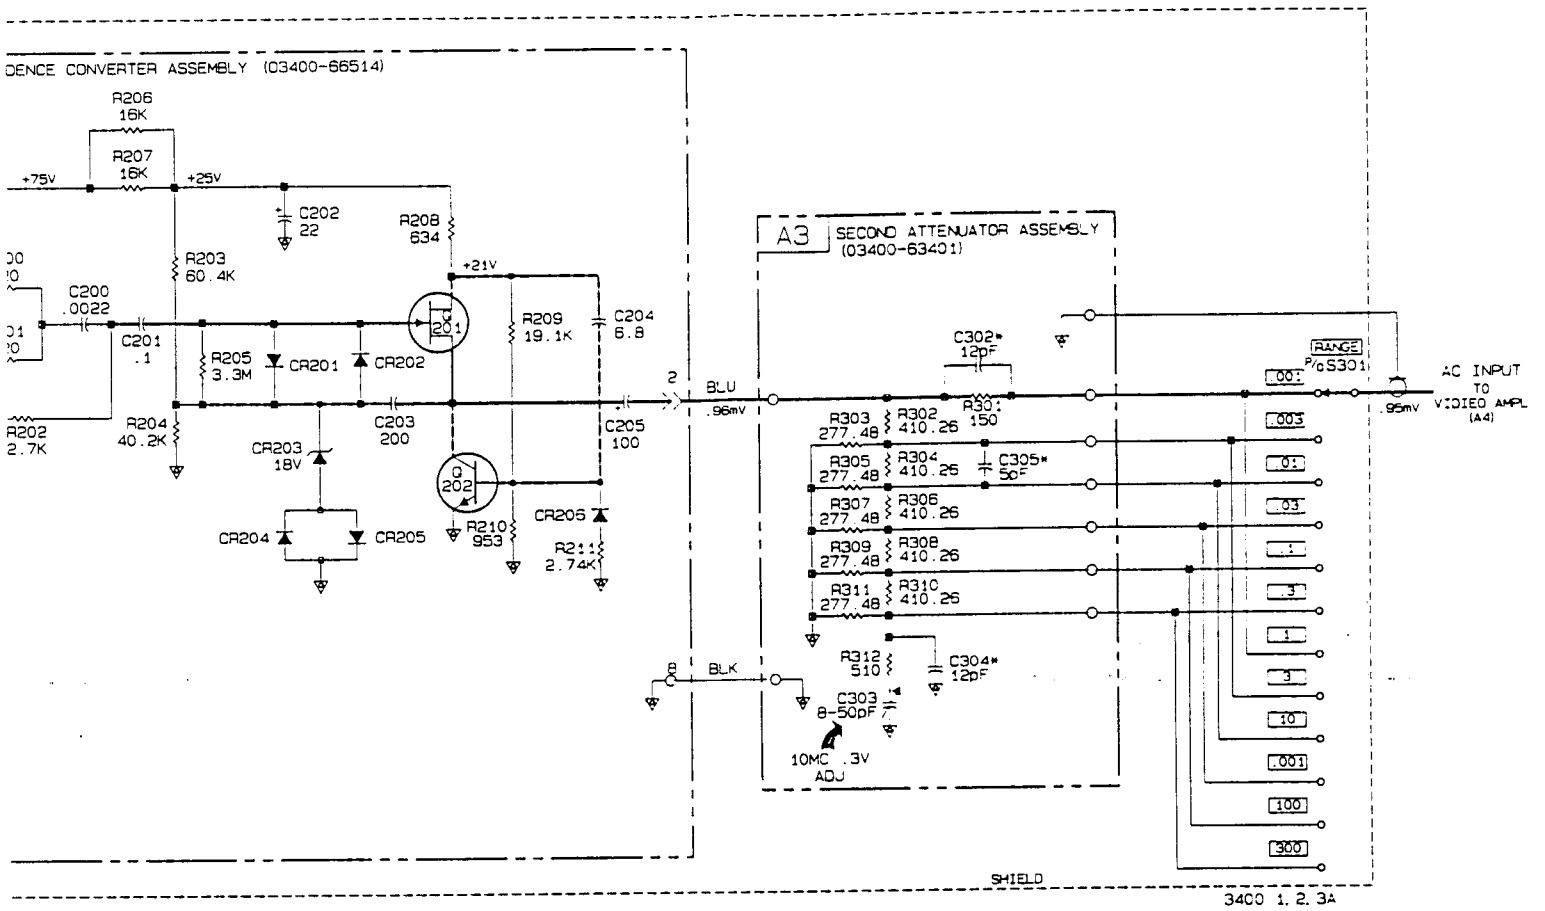 DENCE CONVERTER ASSEMBLY (03400-66514)
R206
16K
R207
16K
+75V
+25V
C202
22
R208
634
R203
60.4K
+21V
C200
.0022
C201
.1
Q
201
R209
19.1K
C204
6.8
R205
3.3M
CR201
CR202
R202
2.7K
R204
40.2K
C203
200
CR203
18V
CR204
CR205
Q
202
R210
953
CR206
R211
2.74K
C205
100
2
BLU
.96mV
8
BLK
A3
SECOND ATTENUATOR ASSEMBLY
(03400-63401)
C302*
12pF
R301
150
R303
277.48
R302
410.26
R305
277.48
R304
410.26
C305*
5pF
R307
277.48
R306
410.26
R309
277.48
R308
410.26
R311
277.48
R310
410.26
R312
510
C304*
12pF
C303
8-50pF
10MC .3V
ADJ
RANGE
P/OS301
.95mV
AC INPUT
TO
VIDIEO AMPL
(A4)
.001
.003
.01
.03
.1
.3
1
3
10
.001
100
300
SHIELD
3400 1, 2, 3A